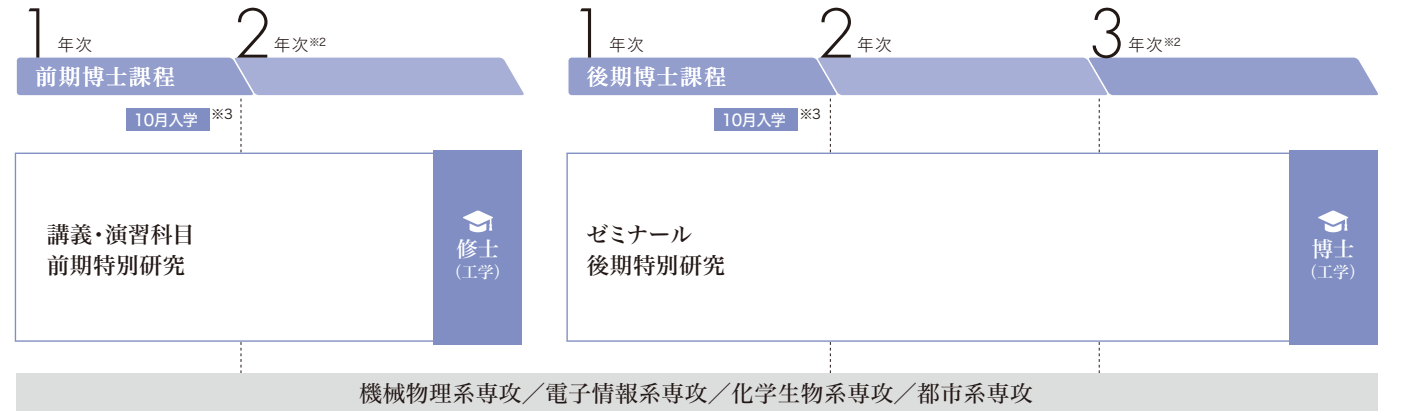 1年次
2年次※2
前期博士課程
10月入学※3
講義・演習科目
前期特別研究
修士
（工学）
1年次
2年次
3年次※2
後期博士課程
10月入学※3
ゼミナール
後期特別研究
博士
（工学）
機械物理系専攻／電子情報系専攻／化学生物系専攻／都市系専攻